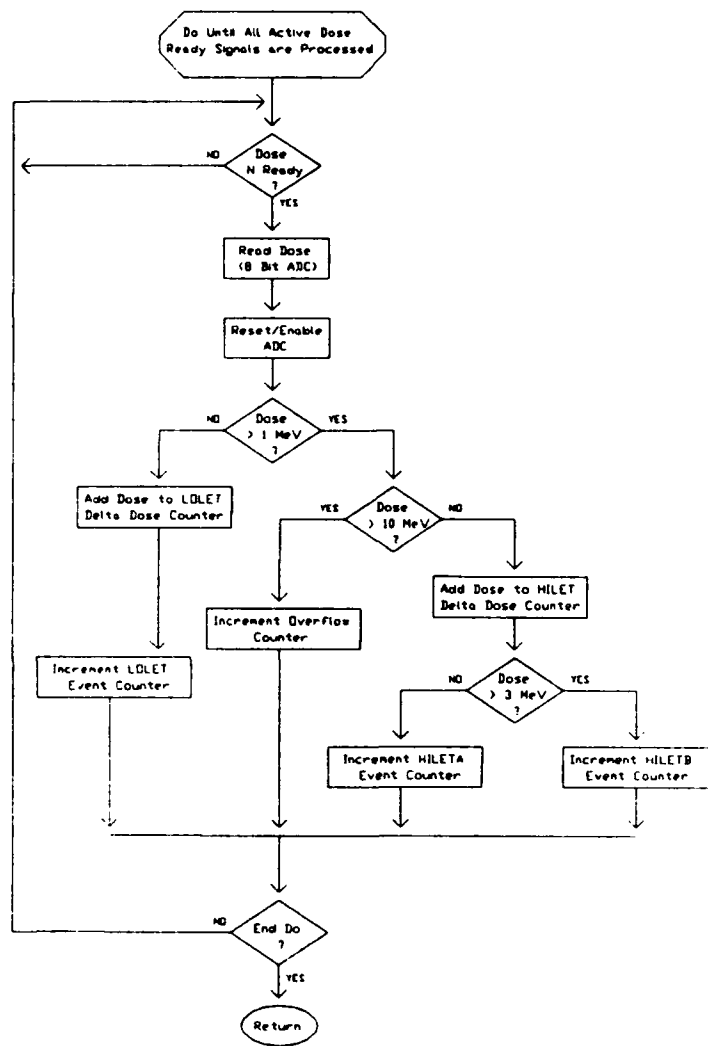 Do Until All Active Dose
Ready Signals are Processed
NO
Dose
N Ready
?
YES
Read Dose
(8 Bit ADC)
Reset/Enable
ADC
NO
Dose
> 1 MeV
?
YES
Add Dose to LOLET
Delta Dose Counter
YES
Dose
> 10 MeV
?
NO
Add Dose to HILET
Delta Dose Counter
Increment Overflow
Counter
Increment LOLET
Event Counter
NO
Dose
> 3 MeV
?
YES
Increment HILETA
Event Counter
Increment HILETB
Event Counter
NO
End Do
?
YES
Return